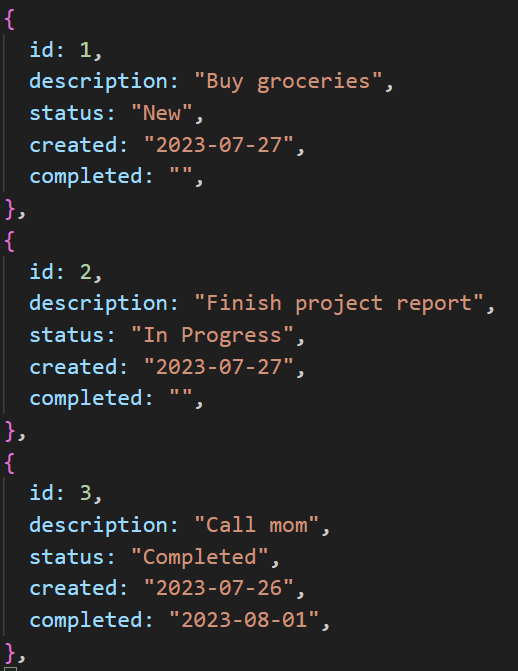 {
  id: 1,
  description: "Buy groceries",
  status: "New",
  created: "2023-07-27",
  completed: "",
},
{
  id: 2,
  description: "Finish project report",
  status: "In Progress",
  created: "2023-07-27",
  completed: "",
},
{
  id: 3,
  description: "Call mom",
  status: "Completed",
  created: "2023-07-26",
  completed: "2023-08-01",
},